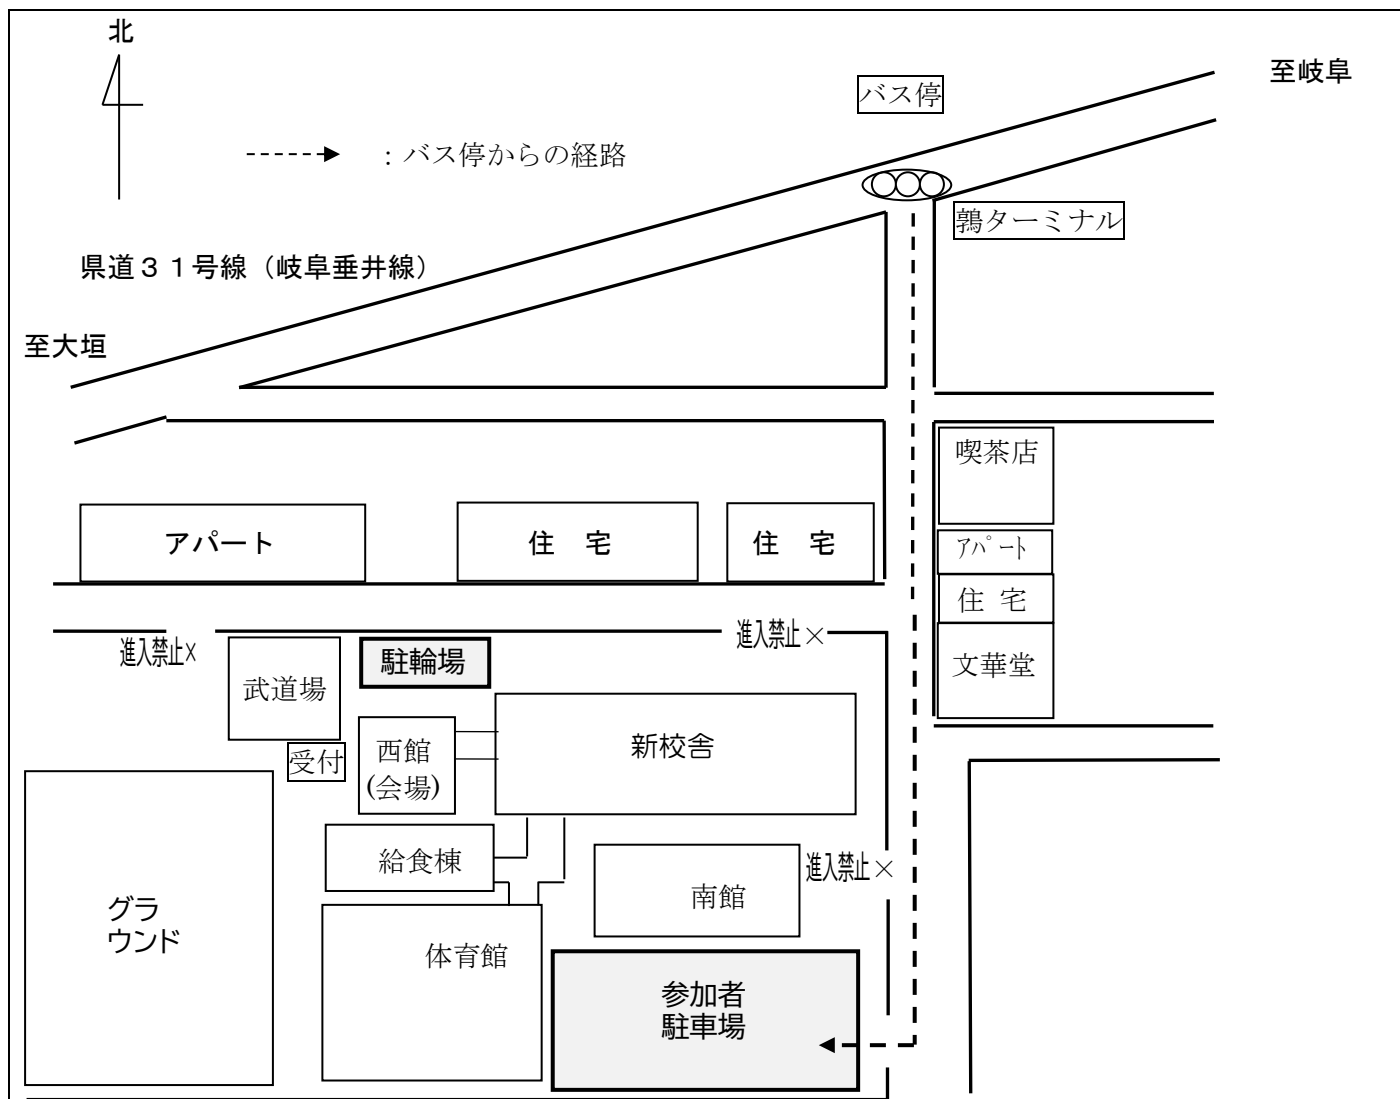 北
至岐阜
バス停
：バス停からの経路
鶉ターミナル
県道３１号線（岐阜垂井線）
至大垣
喫茶店
アパート
住　宅
住　宅
アパート
住 宅
進入禁止×
進入禁止×
駐輪場
武道場
文華堂
新校舎
受付
西館
(会場)
給食棟
進入禁止×
南館
グラ
ウンド
体育館
参加者
駐車場